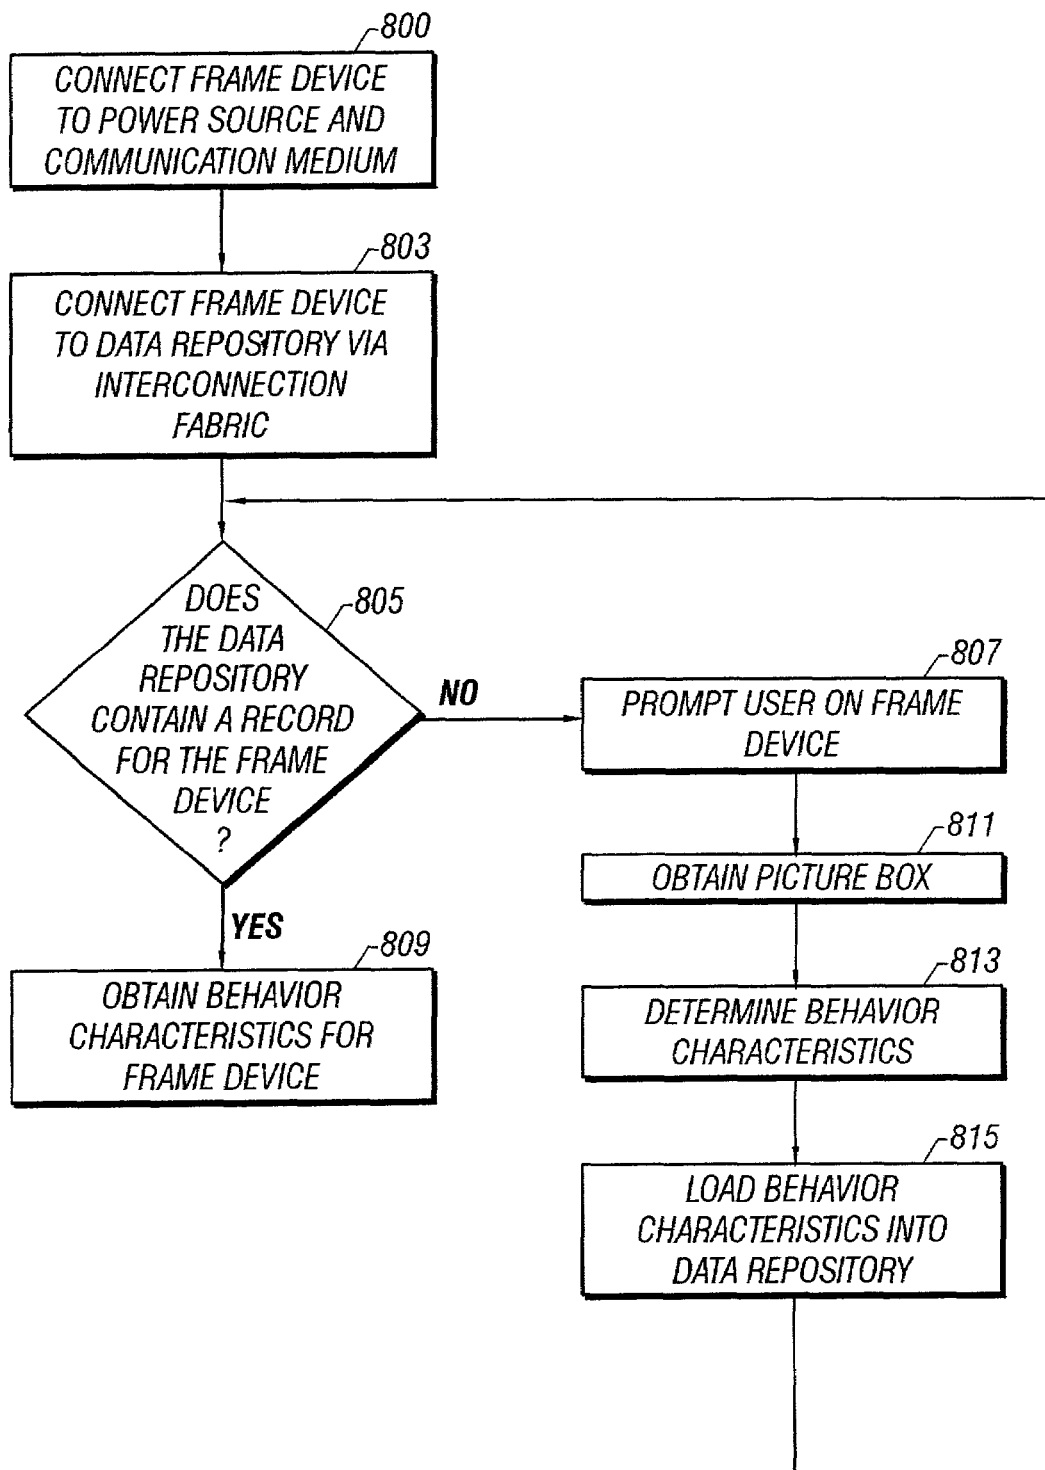 800
CONNECT FRAME DEVICE
TO POWER SOURCE AND
COMMUNICATION MEDIUM
803
CONNECT FRAME DEVICE
TO DATA REPOSITORY VIA
INTERCONNECTION
FABRIC
805
DOES
THE DATA
REPOSITORY
CONTAIN A RECORD
FOR THE FRAME
DEVICE
?
NO
YES
807
PROMPT USER ON FRAME
DEVICE
811
OBTAIN PICTURE BOX
809
OBTAIN BEHAVIOR
CHARACTERISTICS FOR
FRAME DEVICE
813
DETERMINE BEHAVIOR
CHARACTERISTICS
815
LOAD BEHAVIOR
CHARACTERISTICS INTO
DATA REPOSITORY